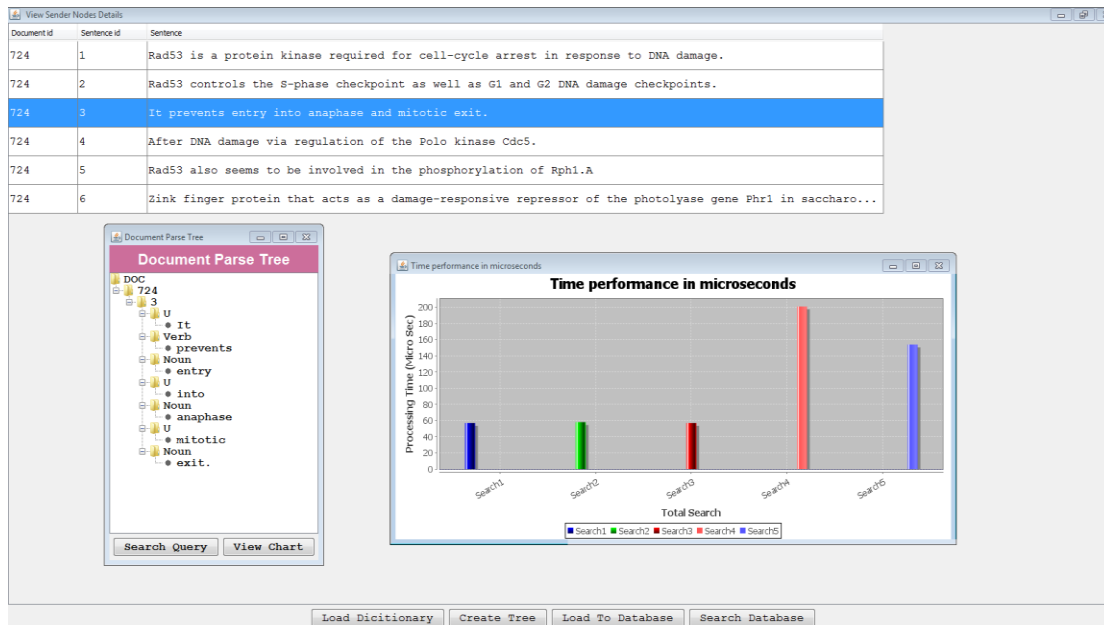 View Sender Nodes Details
Document id Sentence id Sentence
724 1 Rad53 is a protein kinase required for cell-cycle arrest in response to DNA damage.
724 2 Rad53 controls the S-phase checkpoint as well as G1 and G2 DNA damage checkpoints.
724 3 It prevents entry into anaphase and mitotic exit.
724 4 After DNA damage via regulation of the Polo kinase Cdc5.
724 5 Rad53 also seems to be involved in the phosphorylation of Rph1.A
724 6 Zink finger protein that acts as a damage-responsive repressor of the photolyase gene Phr1 in saccharo...
Document Parse Tree
Document Parse Tree
DOC
724
3
U
It
Verb
prevents
Noun
entry
U
into
Noun
anaphase
U
mitotic
Noun
exit.
Search Query View Chart
Time performance in microseconds
Time performance in microseconds
Processing Time (Micro Sec)
200
180
160
140
120
100
80
60
40
20
0
Search1 Search2 Search3 Search4 Search5
Total Search
Search1 Search2 Search3 Search4 Search5
Load Dicitionary Create Tree Load To Database Search Database